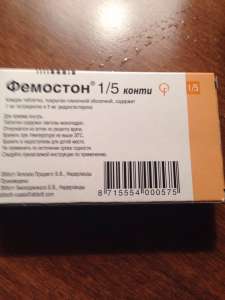 Фемостон® 1/5 конти
1/5
Каждая таблетка, покрытая пленочной оболочкой, содержит
1 мг эстрадиола и 5 мг дидрогестерона
Для приема внутрь.
Таблетки содержат лактозы моногидрат.
Отпускается из аптек по рецепту врача.
Хранить при температуре не выше 30°C.
Хранить в недоступном для детей месте.
Не применять по истечении срока годности.
Следуйте прилагаемой инструкции по применению.
8 715554 000575